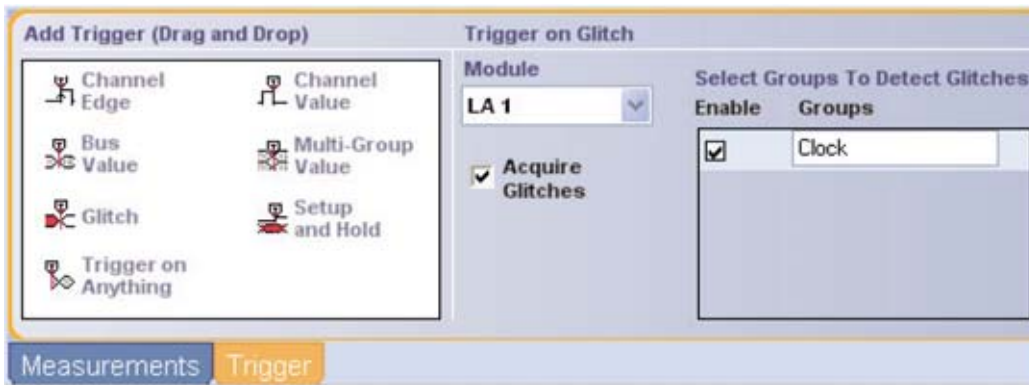 Add Trigger (Drag and Drop)
Channel
Edge
Channel
Value
Bus
Value
Multi-Group
Value
Glitch
Setup
and Hold
Trigger on
Anything
Trigger on Glitch
Module
LA 1
Acquire
Glitches
Select Groups To Detect Glitches
Enable Groups
Clock
Measurements Trigger